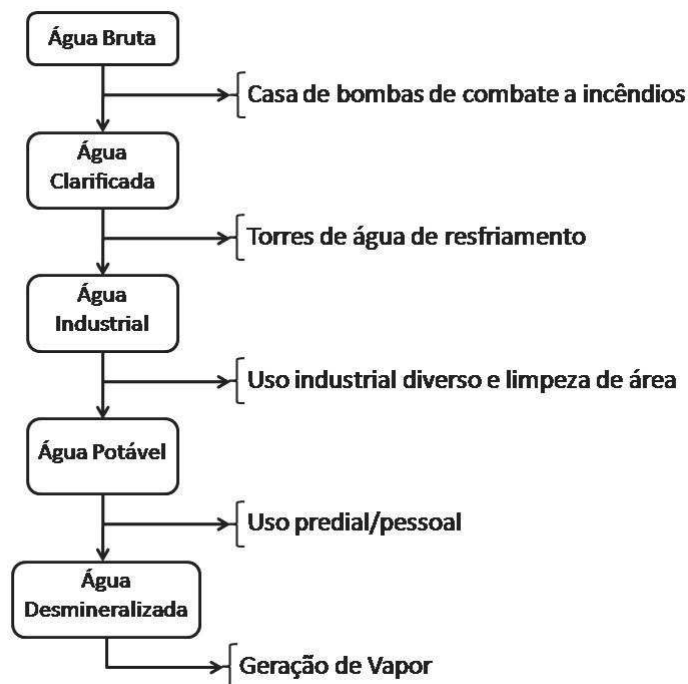 Água Bruta
Casa de bombas de combate a incêndios
Água
Clarificada
Torres de água de resfriamento
Água
Industrial
Uso industrial diverso e limpeza de área
Água Potável
Uso predial/pessoal
Água
Desmineralizada
Geração de Vapor